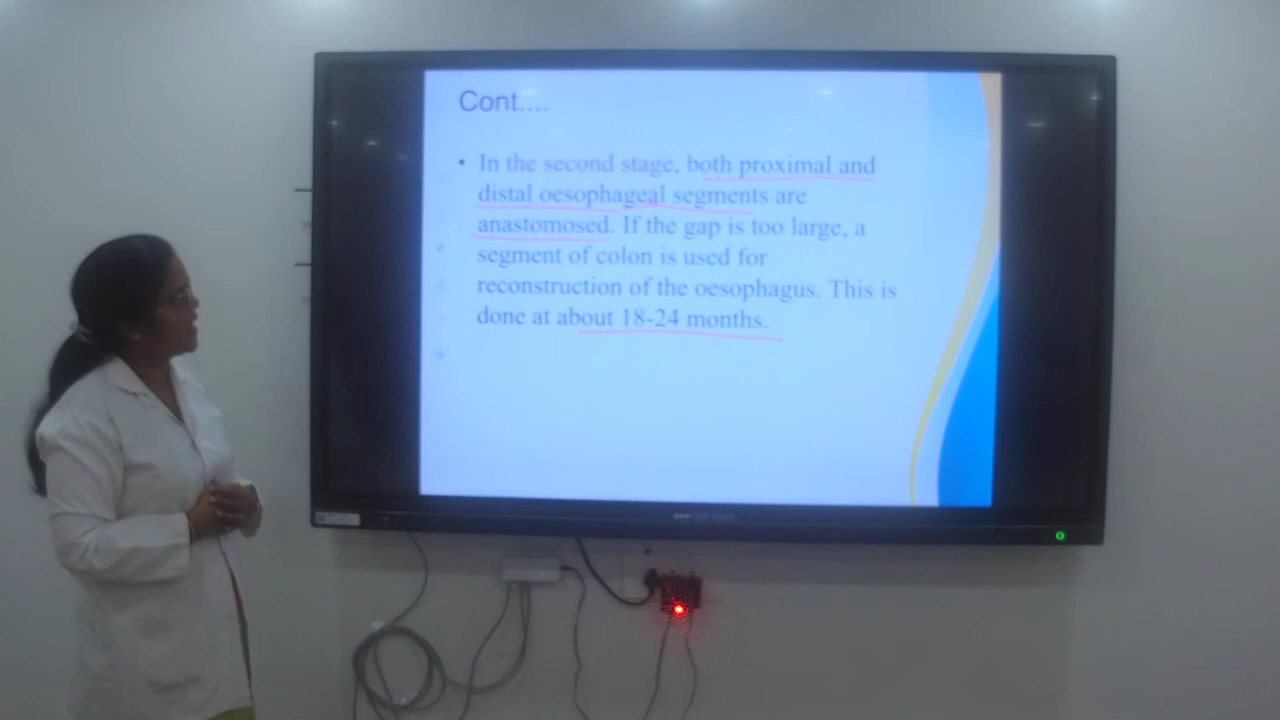 Cont....
• In the second stage, both proximal and
distal oesophageal segments are
anastomosed. If the gap is too large, a
segment of colon is used for
reconstruction of the oesophagus. This is
done at about 18-24 months.